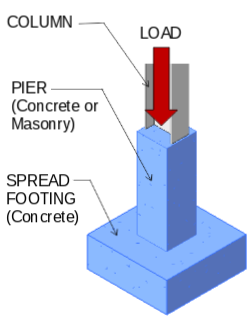 COLUMN
LOAD
PIER
(Concrete or
Masonry)
SPREAD
FOOTING
(Concrete)